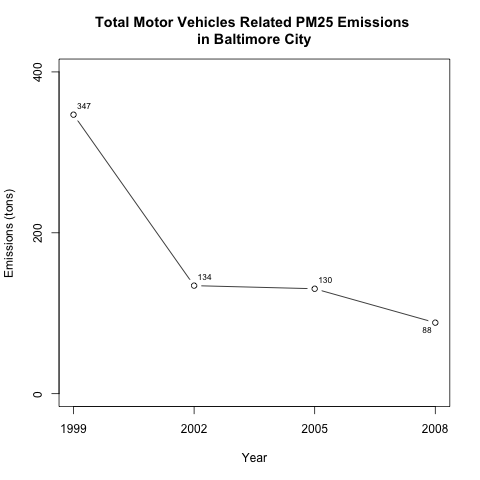 Total Motor Vehicles Related PM25 Emissions
in Baltimore City
Emissions (tons)
400
200
0
347
134
130
88
1999
2002
2005
2008
Year